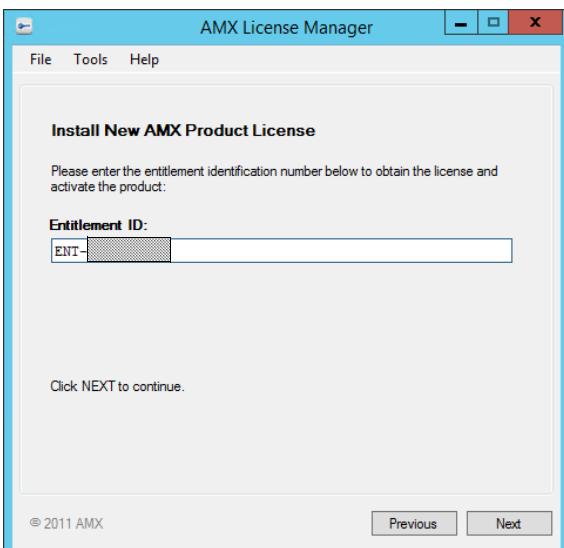 AMX License Manager
File Tools Help
Install New AMX Product License
Please enter the entitlement identification number below to obtain the license and
activate the product:
Entitlement ID:
ENT-
Click NEXT to continue.
© 2011 AMX
Previous Next